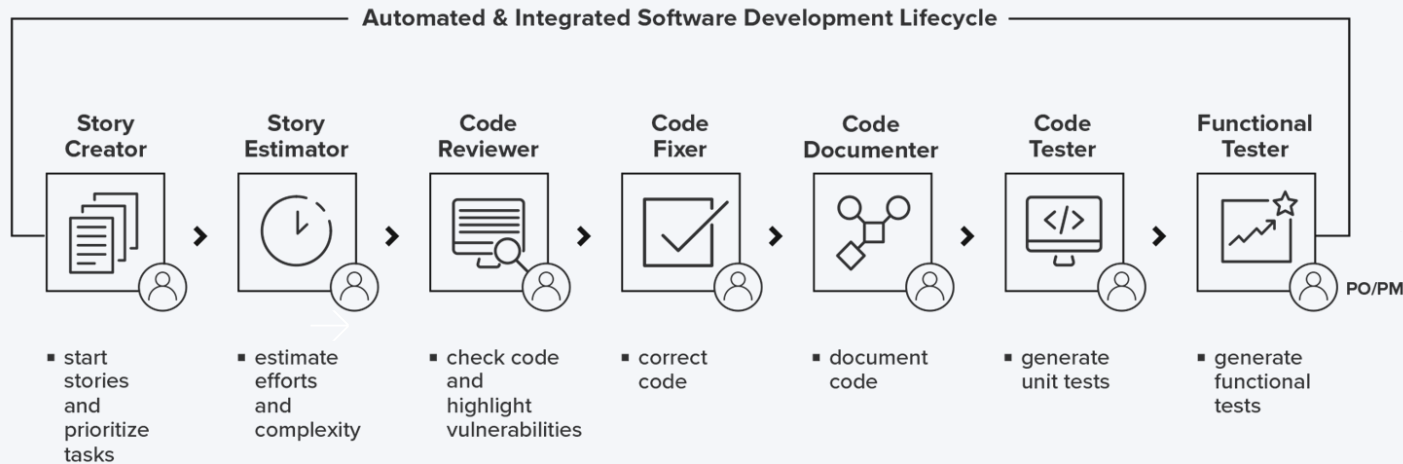 Automated & Integrated Software Development Lifecycle
Story
Creator
Story
Estimator
Code
Reviewer
Code
Fixer
Code
Documenter
Code
Tester
Functional
Tester
</>
PO/PM
▪ start
stories
and
prioritize
tasks
▪ estimate
efforts
and
complexity
▪ check code
and
highlight
vulnerabilities
▪ correct
code
▪ document
code
▪ generate
unit tests
▪ generate
functional
tests